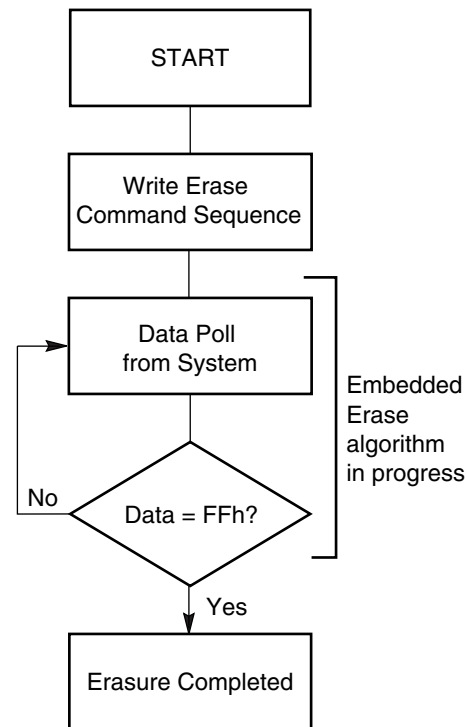 START
Write Erase
Command Sequence
Data Poll
from System
Embedded
Erase
algorithm
in progress
No
Data = FFh?
Yes
Erasure Completed